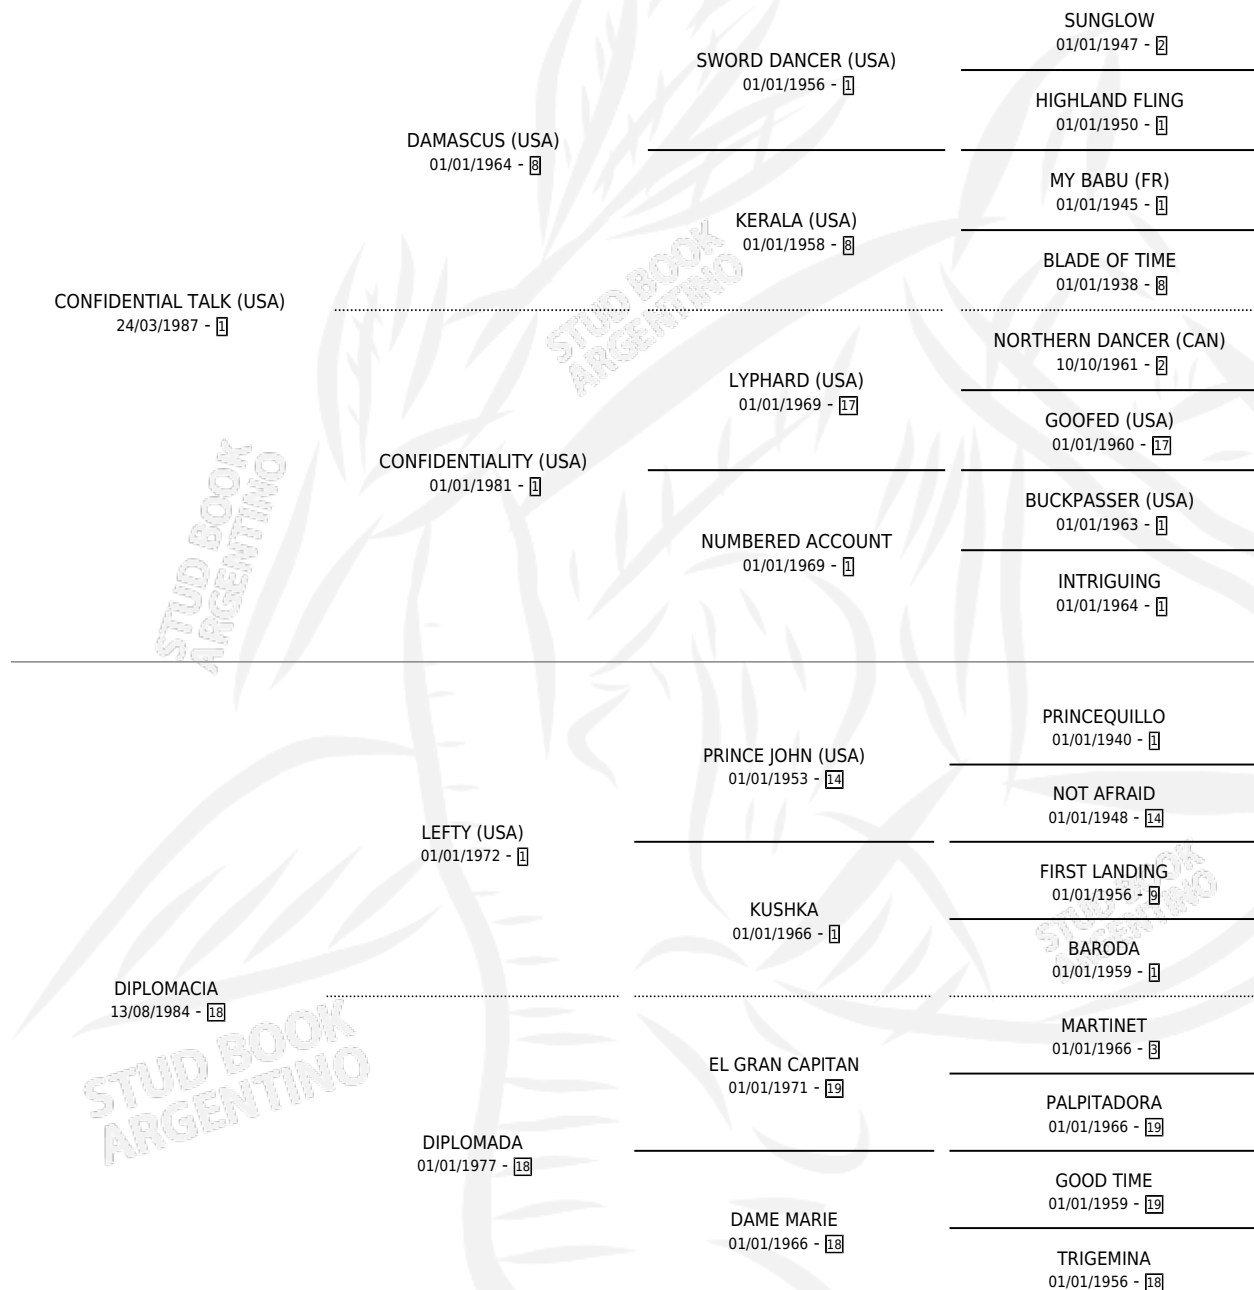 CONFIDENTIAL TALK (USA)
24/03/1987 - 1
DAMASCUS (USA)
01/01/1964 - 8
CONFIDENTIALITY (USA)
01/01/1981 - 1
SWORD DANCER (USA)
01/01/1956 - 1
KERALA (USA)
01/01/1958 - 8
LYPHARD (USA)
01/01/1969 - 17
NUMBERED ACCOUNT
01/01/1969 - 1
SUNGLOW
01/01/1947 - 2
HIGHLAND FLING
01/01/1950 - 1
MY BABU (FR)
01/01/1945 - 1
BLADE OF TIME
01/01/1938 - 8
NORTHERN DANCER (CAN)
10/10/1961 - 2
GOOFED (USA)
01/01/1960 - 17
BUCKPASSER (USA)
01/01/1963 - 1
INTRIGUING
01/01/1964 - 1
DIPLOMACIA
13/08/1984 - 18
LEFTY (USA)
01/01/1972 - 1
DIPLOMADA
01/01/1977 - 18
PRINCE JOHN (USA)
01/01/1953 - 14
KUSHKA
01/01/1966 - 1
EL GRAN CAPITAN
01/01/1971 - 19
DAME MARIE
01/01/1966 - 18
PRINCEQUILLO
01/01/1940 - 1
NOT AFRAID
01/01/1948 - 14
FIRST LANDING
01/01/1956 - 9
BARODA
01/01/1959 - 1
MARTINET
01/01/1966 - 3
PALPITADORA
01/01/1966 - 19
GOOD TIME
01/01/1959 - 19
TRIGEMINA
01/01/1956 - 18
STUD BOOK
ARGENTINO
STUD BOOK
ARGENTINO
STUD BOOK
ARGENTINO
STUD BOOK
ARGENTINO